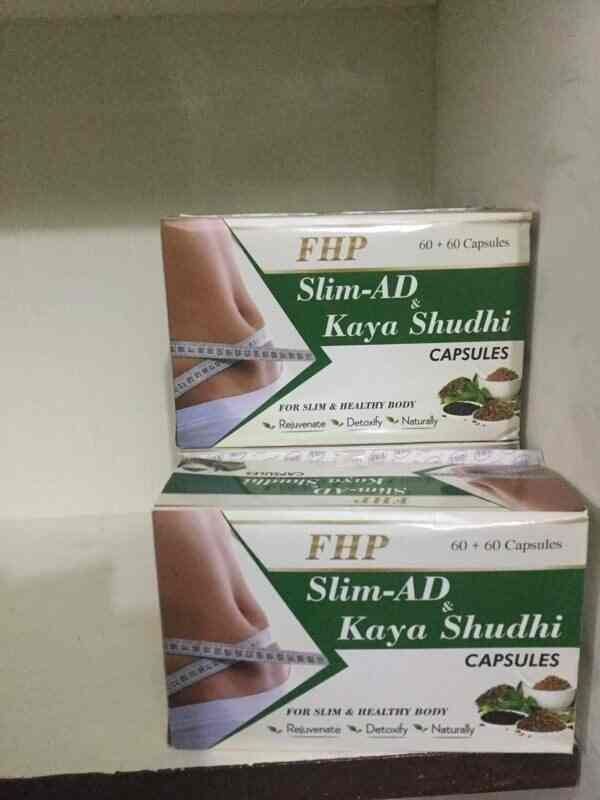 FHP
60 + 60 Capsules
Slim-AD
&
Kaya Shudhi
CAPSULES
FOR SLIM & HEALTHY BODY
Rejuvenate Detoxify Naturally
CAPSULES
Kaya Shudhi
Slim-AD
FHP
FHP
60 + 60 Capsules
Slim-AD
&
Kaya Shudhi
CAPSULES
FOR SLIM & HEALTHY BODY
Rejuvenate Detoxify Naturally